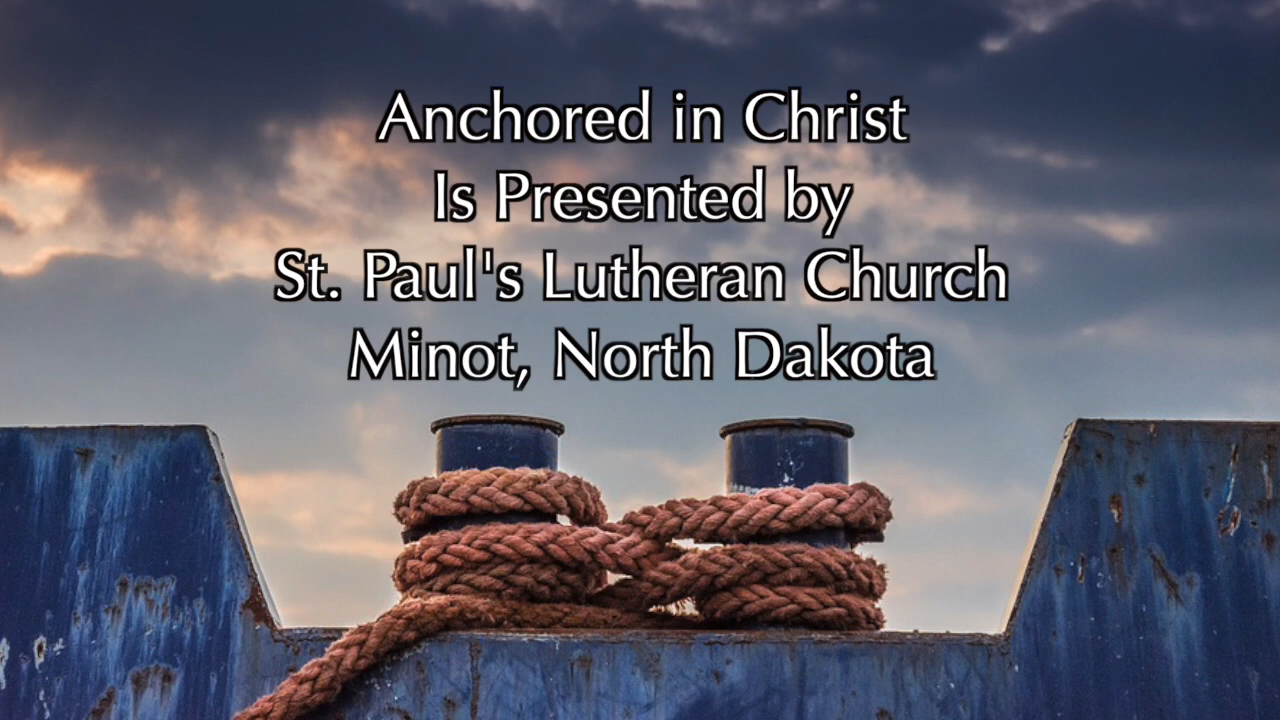 Anchored in Christ
Is Presented by
St. Paul's Lutheran Church
Minot, North Dakota